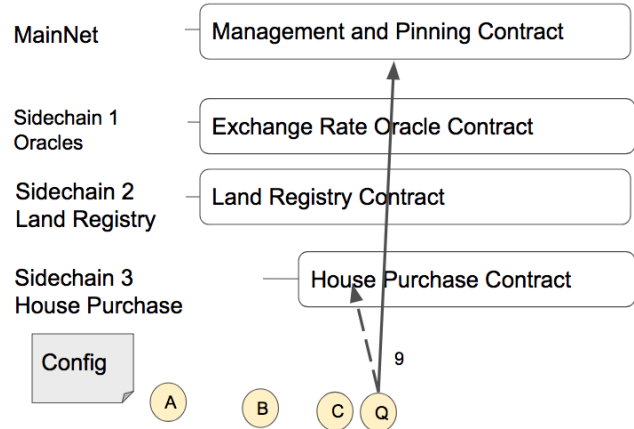 MainNet
Management and Pinning Contract
Sidechain 1
Oracles
Exchange Rate Oracle Contract
Sidechain 2
Land Registry
Land Registry Contract
Sidechain 3
House Purchase
House Purchase Contract
Config
9
A
B
C
Q